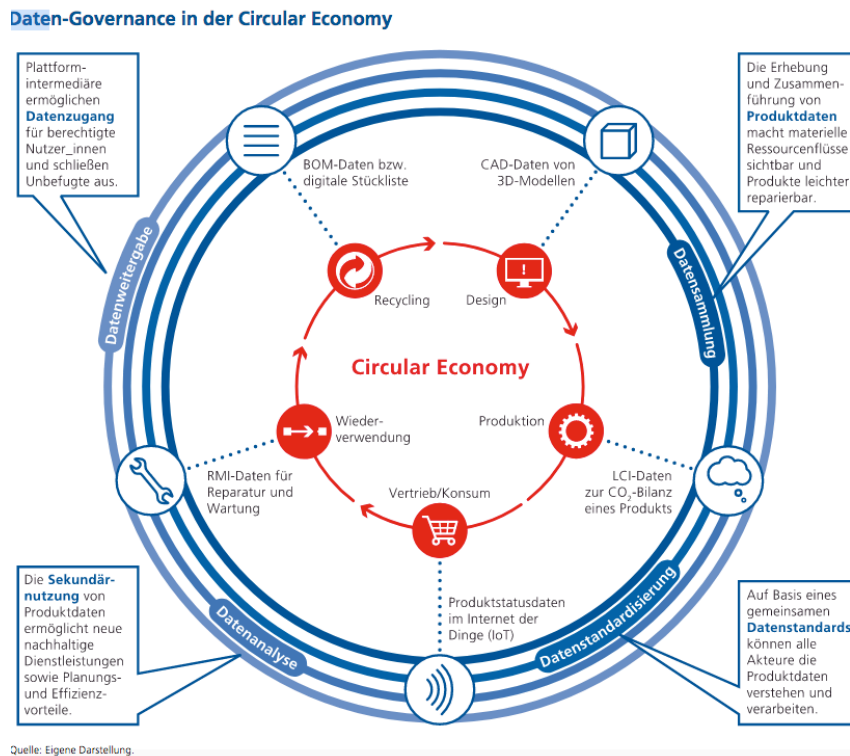 Daten-Governance in der Circular Economy
Plattform-
intermediäre
ermöglichen
Datenzugang
für berechtigte
Nutzer_innen
und schließen
Unbefugte aus.
Die Erhebung
und Zusammen-
führung von
Produktdaten
macht materielle
Ressourcenflüsse
sichtbar und
Produkte leichter
reparierbar.
BOM-Daten bzw.
digitale Stückliste
CAD-Daten von
3D-Modellen
Datenweitergabe
Datensammlung
Recycling
Design
Circular Economy
Wieder-
verwendung
Produktion
RMI-Daten für
Reparatur und
Wartung
Vertrieb/Konsum
LCI-Daten
zur CO₂-Bilanz
eines Produkts
Produktstatusdaten
im Internet der
Dinge (IoT)
Datenanalyse
Datenstandardisierung
Die Sekundär-
nutzung von
Produktdaten
ermöglicht neue
nachhaltige
Dienstleistungen
sowie Planungs-
und Effizienz-
vorteile.
Auf Basis eines
gemeinsamen
Datenstandards
können alle
Akteure die
Produktdaten
verstehen und
verarbeiten.
Quelle: Eigene Darstellung.